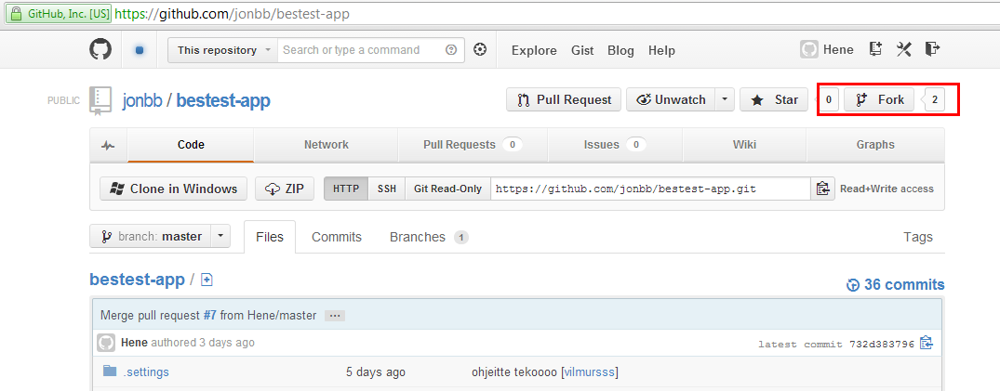 GitHub, Inc. [US] https://github.com/jonbb/bestest-app
This repository Search or type a command Explore Gist Blog Help Hene
PUBLIC jonbb / bestest-app Pull Request Unwatch Star 0 Fork 2
Code Network Pull Requests 0 Issues 0 Wiki Graphs
Clone in Windows ZIP HTTP SSH Git Read-Only https://github.com/jonbb/bestest-app.git Read+Write access
branch: master Files Commits Branches 1 Tags
bestest-app / 36 commits
Merge pull request #7 from Hene/master ...
Hene authored 3 days ago latest commit 732d383796
.settings 5 days ago ohjeitte tekoooo [vilmursss]